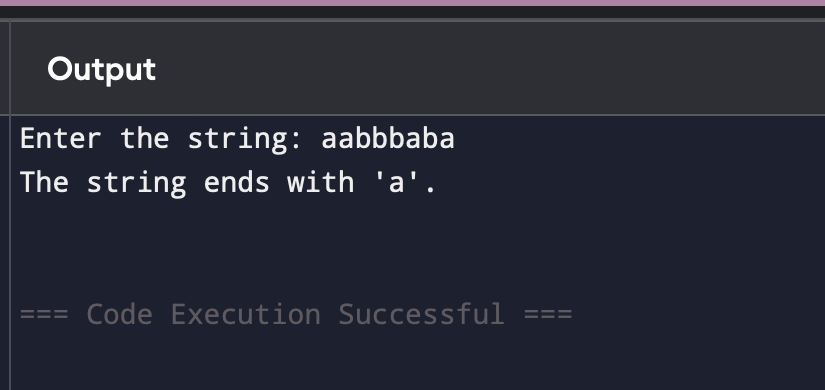 Output
Enter the string: aabbbaba
The string ends with 'a'.
=== Code Execution Successful ===